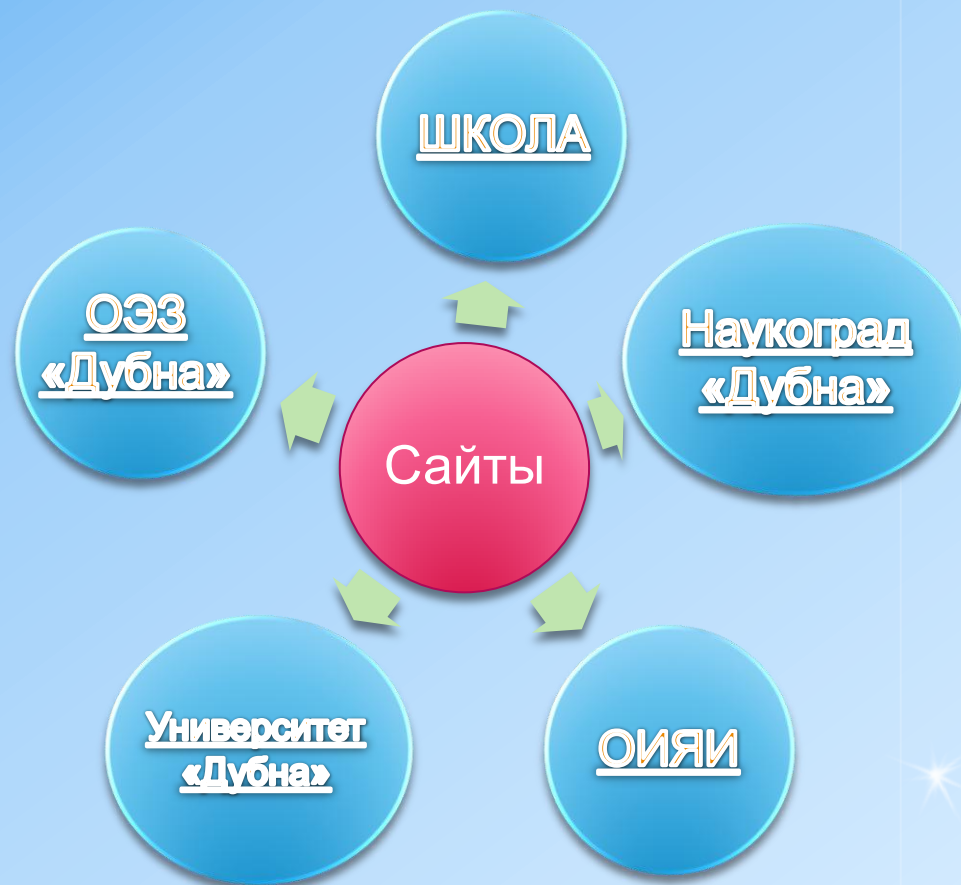 ШКОЛА
ОЭЗ
«Дубна»
Наукоград
«Дубна»
Сайты
Университет
«Дубна»
ОИЯИ